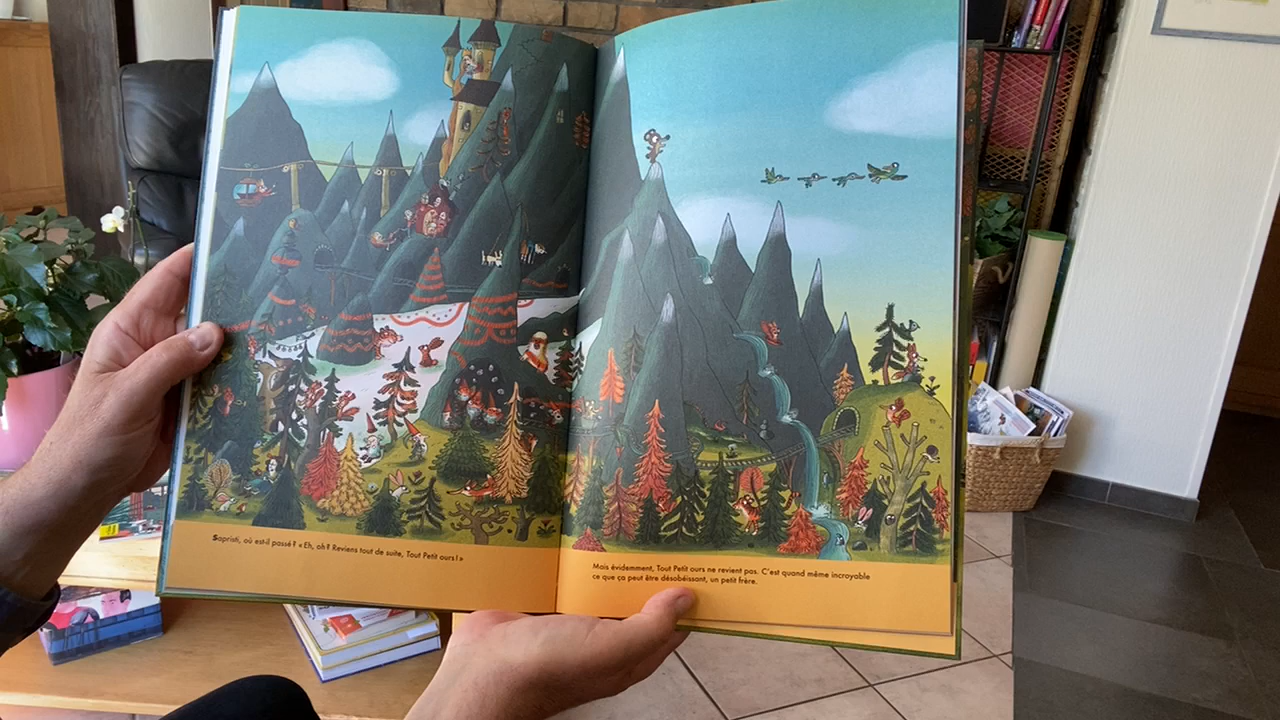 Sapristi, où est-il passé ? « Eh, oh ? Reviens tout de suite, Tout Petit ours ! »
Mais évidemment, Tout Petit ours ne revient pas. C'est quand même incroyable
ce que ça peut être désobéissant, un petit frère.